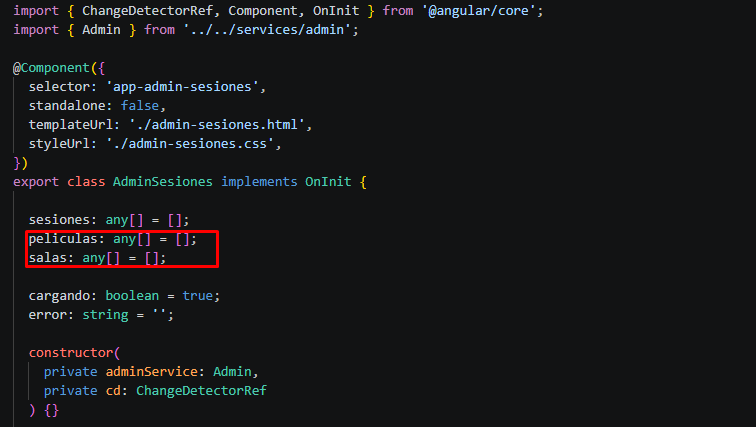 import { ChangeDetectorRef, Component, OnInit } from '@angular/core';
import { Admin } from '../../services/admin';
@Component({
selector: 'app-admin-sesiones',
standalone: false,
templateUrl: './admin-sesiones.html',
styleUrl: './admin-sesiones.css',
})
export class AdminSesiones implements OnInit {
sesiones: any[] = [];
peliculas: any[] = [];
salas: any[] = [];
cargando: boolean = true;
error: string = '';
constructor(
private adminService: Admin,
private cd: ChangeDetectorRef
) {}